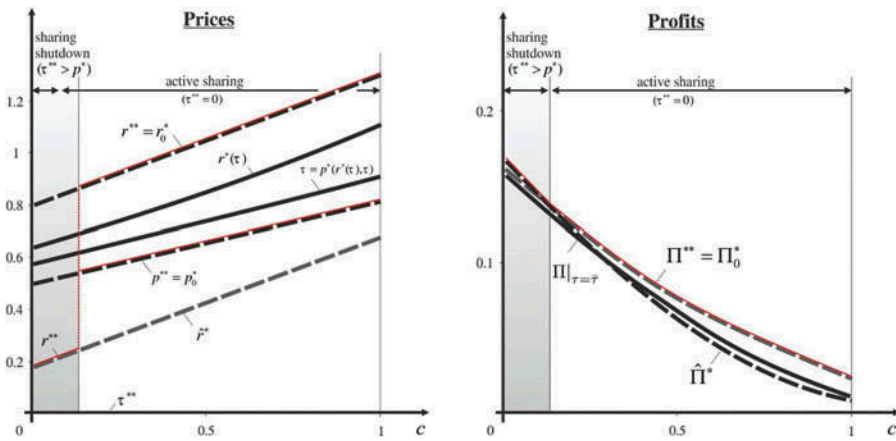 Prices
sharing
shutdown
(τ** > p*)
active sharing
(τ** = 0)
1.2
1
0.8
0.6
0.4
0.2
0
r** = r₀*
r*(τ)
τ = p*(r*(τ),τ)
p** = p₀*
r̂*
r**
τ**
0.5
1
c
Profits
sharing
shutdown
(τ** > p*)
active sharing
(τ** = 0)
0.2
0.1
0
Π** = Π₀*
Π|τ=τ̄
Π̂*
0.5
1
c